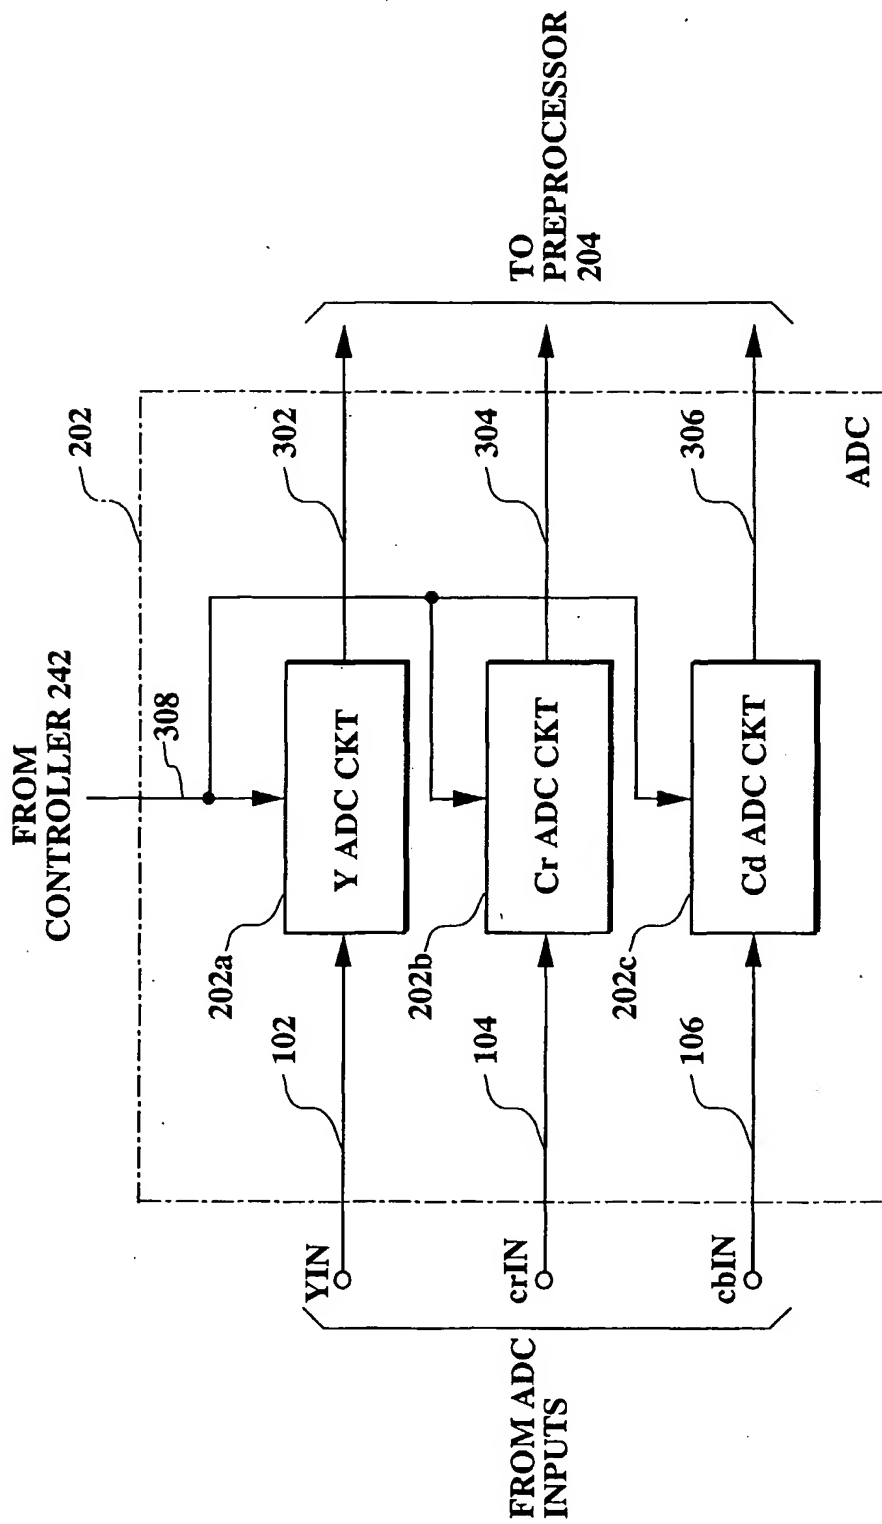 FROM
CONTROLLER 242
308
202
FROM ADC
INPUTS
YIN
102
202a
Y ADC CKT
302
crIN
104
202b
Cr ADC CKT
304
cbIN
106
202c
Cd ADC CKT
306
TO
PREPROCESSOR
204
ADC